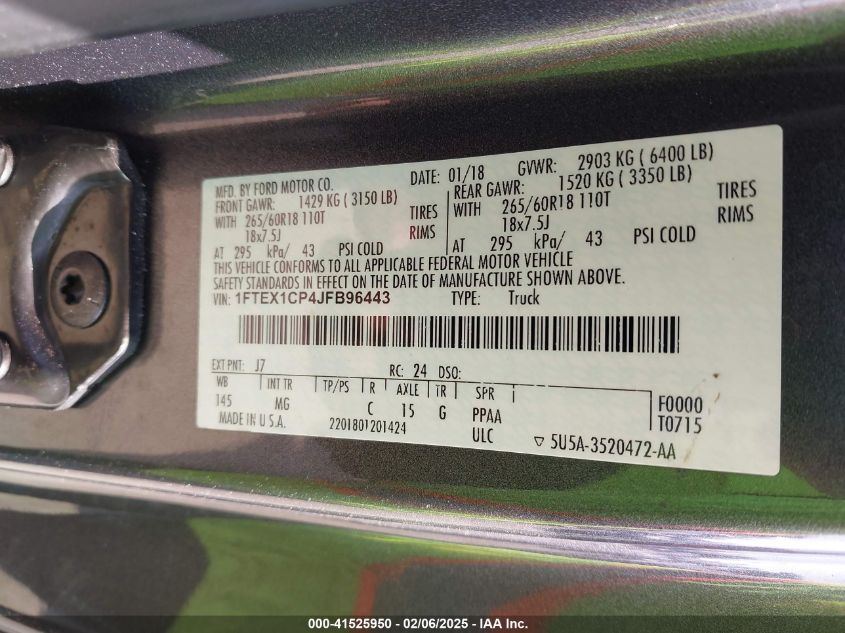 MFD. BY FORD MOTOR CO. DATE: 01/18 GVWR: 2903 KG ( 6400 LB)
FRONT GAWR: 1429 KG ( 3150 LB) REAR GAWR: 1520 KG ( 3350 LB)
WITH 265/60R18 110T TIRES WITH 265/60R18 110T TIRES
18x7.5J RIMS 18x7.5J RIMS
AT 295 kPa/ 43 PSI COLD AT 295 kPa/ 43 PSI COLD
THIS VEHICLE CONFORMS TO ALL APPLICABLE FEDERAL MOTOR VEHICLE
SAFETY STANDARDS IN EFFECT ON THE DATE OF MANUFACTURE SHOWN ABOVE.
VIN: 1FTEX1CP4JFB96443 TYPE: Truck
EXT PNT: J7 RC: 24 DSO:
WB INT TR TP/PS R AXLE TR SPR F0000
145 MG C 15 G PPAA T0715
MADE IN U.S.A. 2201801201424 ULC ▽ 5U5A-3520472-AA
000-41525950 - 02/06/2025 - IAA Inc.